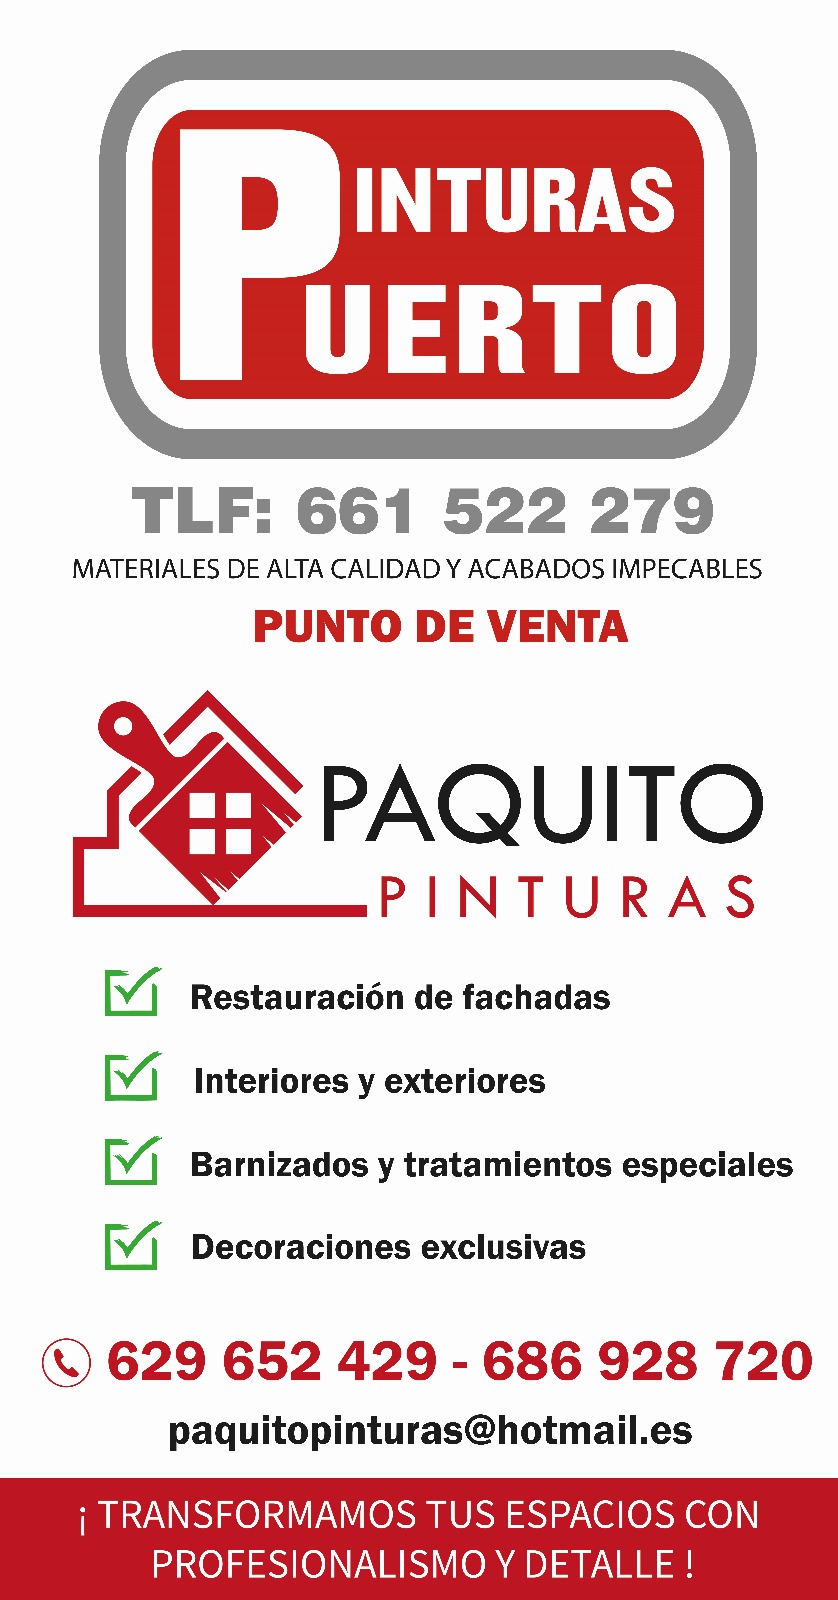 PINTURAS
PUERTO
TLF: 661 522 279
MATERIALES DE ALTA CALIDAD Y ACABADOS IMPECABLES
PUNTO DE VENTA
PAQUITO
PINTURAS
Restauración de fachadas
Interiores y exteriores
Barnizados y tratamientos especiales
Decoraciones exclusivas
629 652 429 - 686 928 720
paquitopinturas@hotmail.es
¡ TRANSFORMAMOS TUS ESPACIOS CON
PROFESIONALISMO Y DETALLE !